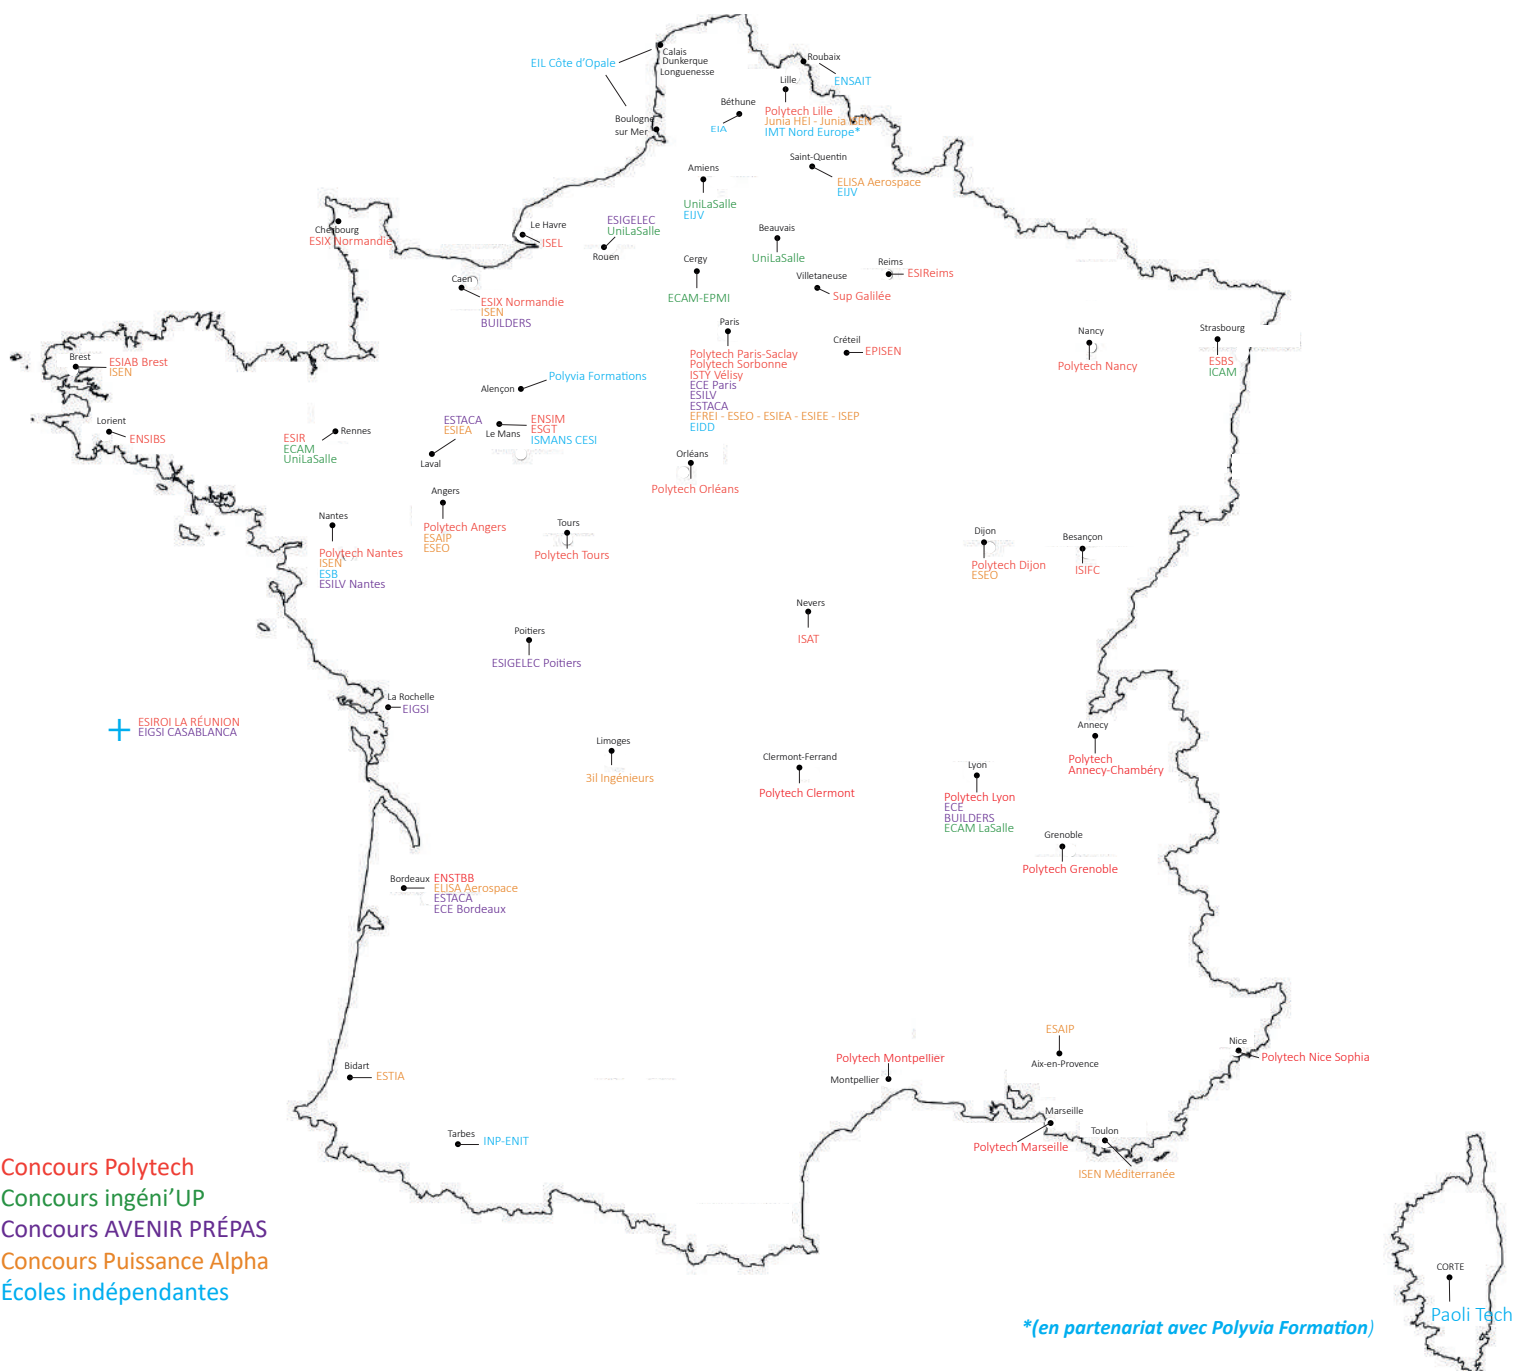 Calais
Dunkerque
Longuenesse
EIL Côte d'Opale
Boulogne
sur Mer
Roubaix
ENSAIT
Lille
Polytech Lille
Junia HEI - Junia ISEN
IMT Nord Europe*
Béthune
EIA
Saint-Quentin
ELISA Aerospace
EIJV
Amiens
UniLaSalle
EIJV
Cherbourg
ESIX Normandie
Le Havre
ISEL
ESIGELEC
UniLaSalle
Rouen
Beauvais
UniLaSalle
Cergy
ECAM-EPMI
Villetaneuse
Sup Galilée
Reims
ESIReims
Caen
ESIX Normandie
ISEN
BUILDERS
Paris
Polytech Paris-Saclay
Polytech Sorbonne
ISTY Vélisy
ECE Paris
ESILV
ESTACA
EFREI - ESEO - ESIEA - ESIEE - ISEP
EIDD
Créteil
EPISEN
Nancy
Polytech Nancy
Strasbourg
ESBS
ICAM
Brest
ESIAB Brest
ISEN
Alençon
Polyvia Formations
Lorient
ENSIBS
Rennes
ESIR
ECAM
UniLaSalle
ESTACA
ESIEA
Laval
Le Mans
ENSIM
ESGT
ISMANS CESI
Orléans
Polytech Orléans
Angers
Polytech Angers
ESAIP
ESEO
Nantes
Polytech Nantes
ISEN
ESB
ESILV Nantes
Tours
Polytech Tours
Dijon
Polytech Dijon
ESEO
Besançon
ISIFC
Nevers
ISAT
Poitiers
ESIGELEC Poitiers
La Rochelle
EIGSI
+ ESIROI LA RÉUNION
EIGSI CASABLANCA
Limoges
3il Ingénieurs
Clermont-Ferrand
Polytech Clermont
Annecy
Polytech
Annecy-Chambéry
Lyon
Polytech Lyon
ECE
BUILDERS
ECAM LaSalle
Grenoble
Polytech Grenoble
Bordeaux
ENSTBB
ELISA Aerospace
ESTACA
ECE Bordeaux
Bidart
ESTIA
Tarbes
INP-ENIT
Polytech Montpellier
Montpellier
ESAIP
Aix-en-Provence
Nice
Polytech Nice Sophia
Marseille
Polytech Marseille
Toulon
ISEN Méditerranée
Concours Polytech
Concours ingéni'UP
Concours AVENIR PRÉPAS
Concours Puissance Alpha
Écoles indépendantes
CORTE
Paoli Tech
*(en partenariat avec Polyvia Formation)